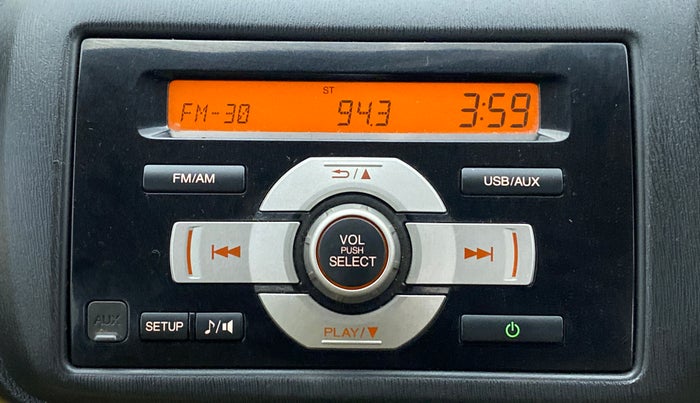 ST
FM-30 94.3 3:59
FM/AM
USB/AUX
VOL
PUSH
SELECT
AUX
SETUP
PLAY/▼